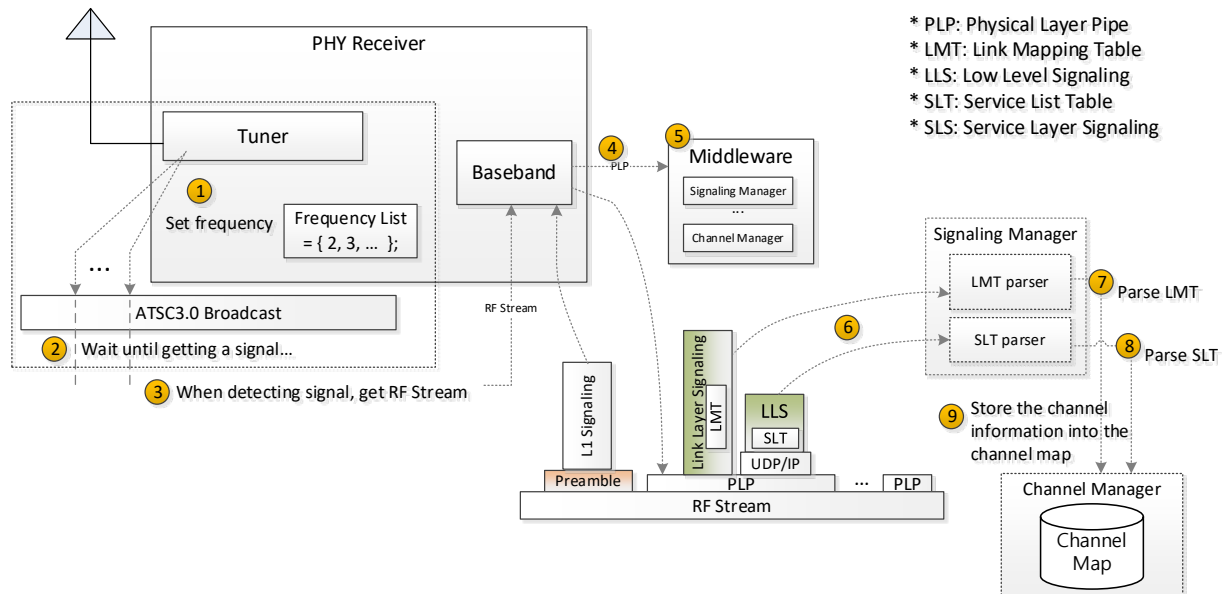 PHY Receiver
* PLP: Physical Layer Pipe
* LMT: Link Mapping Table
* LLS: Low Level Signaling
* SLT: Service List Table
* SLS: Service Layer Signaling
Tuner
1
Set frequency
Frequency List
= { 2, 3, ... };
Baseband
4
PLP
5
Middleware
Signaling Manager
...
Channel Manager
...
ATSC3.0 Broadcast
2
Wait until getting a signal...
3
When detecting signal, get RF Stream
RF Stream
Signaling Manager
LMT parser
7
Parse LMT
SLT parser
8
Parse SLT
6
L1 Signaling
Preamble
Link Layer Signaling
LMT
LLS
SLT
UDP/IP
PLP
...
PLP
RF Stream
9
Store the channel
information into the
channel map
Channel Manager
Channel
Map